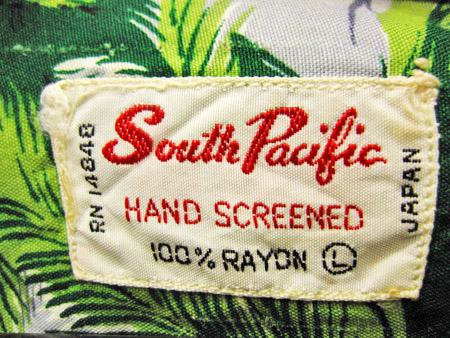 South Pacific
HAND SCREENED
100% RAYON L
RN 14848
JAPAN